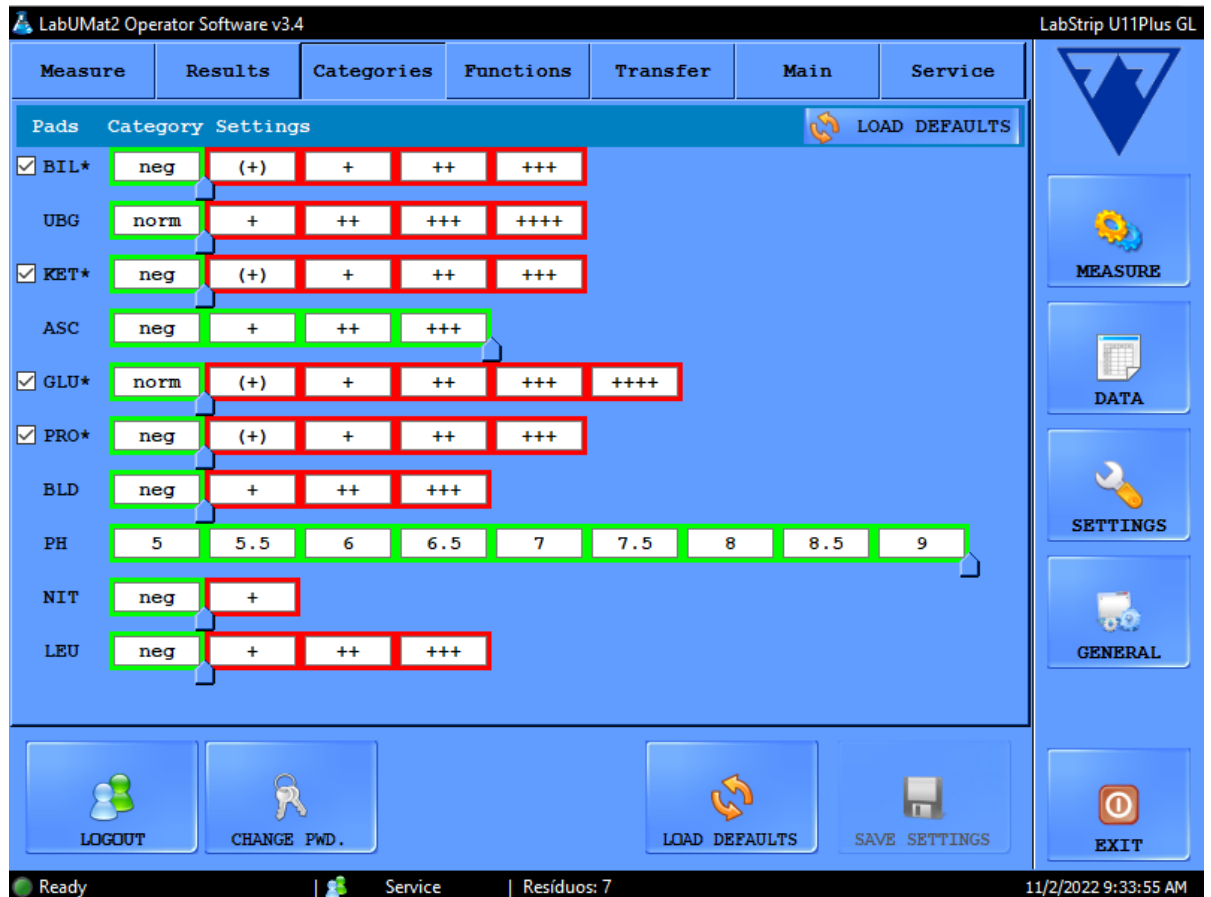 LabUMat2 Operator Software v3.4 LabStrip U11Plus GL
Measure Results Categories Functions Transfer Main Service
Pads Category Settings LOAD DEFAULTS
BIL* neg (+) + ++ +++
UBG norm + ++ +++ ++++
KET* neg (+) + ++ +++
MEASURE
ASC neg + ++ +++
GLU* norm (+) + ++ +++ ++++
DATA
PRO* neg (+) + ++ +++
BLD neg + ++ +++
SETTINGS
PH 5 5.5 6 6.5 7 7.5 8 8.5 9
NIT neg +
LEU neg + ++ +++
GENERAL
LOGOUT CHANGE PWD. LOAD DEFAULTS SAVE SETTINGS EXIT
Ready | Service | Resíduos: 7 11/2/2022 9:33:55 AM